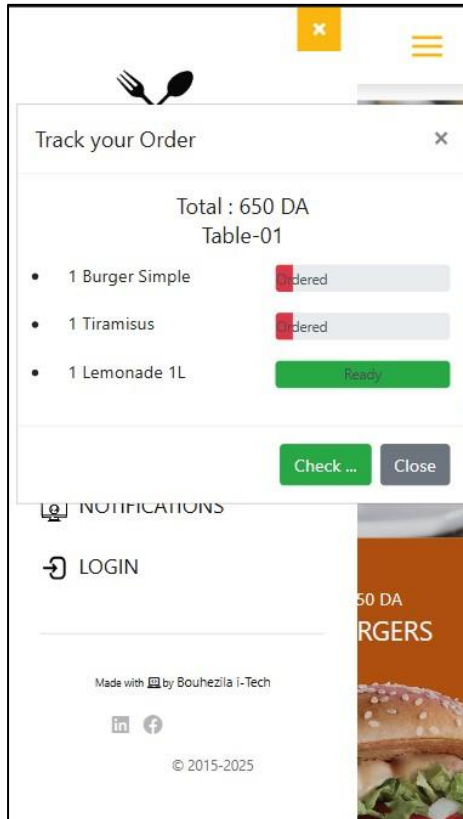 ×
Track your Order ×
Total : 650 DA
Table-01
1 Burger Simple Ordered
1 Tiramisus Ordered
1 Lemonade 1L Ready
Check ... Close
NOTIFICATIONS
LOGIN
50 DA
RGERS
Made with by Bouhezila i-Tech
in f
© 2015-2025